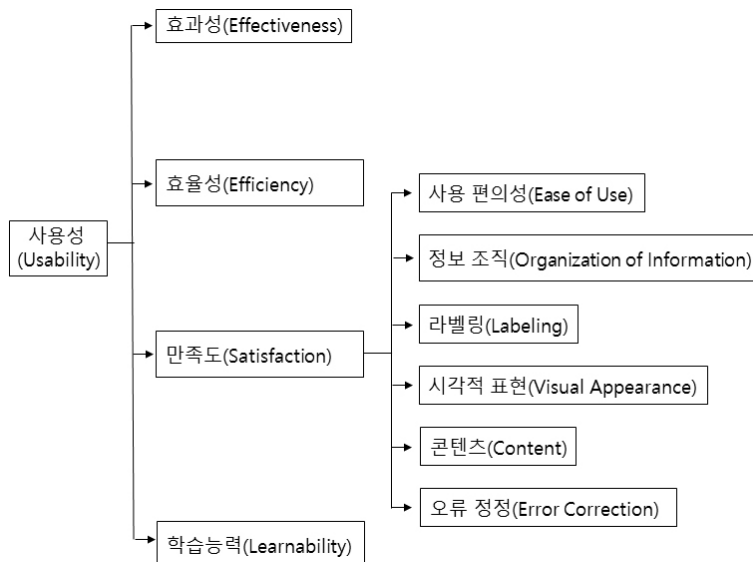 효과성(Effectiveness)
효율성(Efficiency)
사용 편의성(Ease of Use)
사용성
(Usability)
정보 조직(Organization of Information)
라벨링(Labeling)
만족도(Satisfaction)
시각적 표현(Visual Appearance)
콘텐츠(Content)
오류 정정(Error Correction)
학습능력(Learnability)